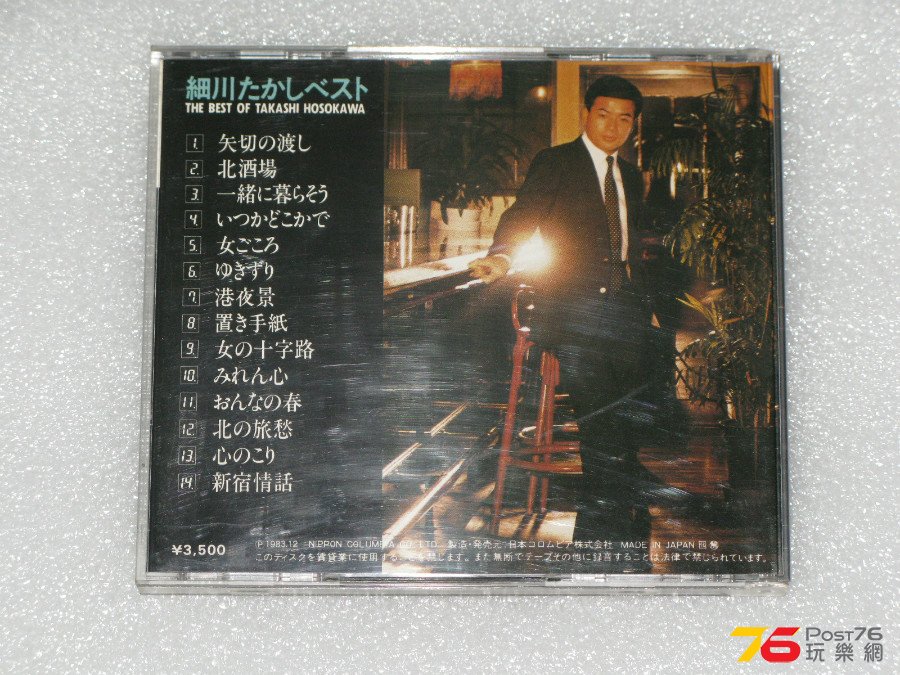 細川たかしベスト
THE BEST OF TAKASHI HOSOKAWA
1. 矢切の渡し
2. 北酒場
3. 一緒に暮らそう
4. いつかどこかで
5. 女ごころ
6. ゆきずり
7. 港夜景
8. 置き手紙
9. 女の十字路
10. みれん心
11. おんなの春
12. 北の旅愁
13. 心のこり
14. 新宿情話
¥3,500
Ⓟ1983.12 NIPPON COLUMBIA CO., LTD. 製造・発売元・日本コロムビア株式会社 MADE IN JAPAN
このディスクを賃貸業に使用することを禁じます。また無断でテープその他に録音することは法律で禁じられています。
76 POST76
玩樂網